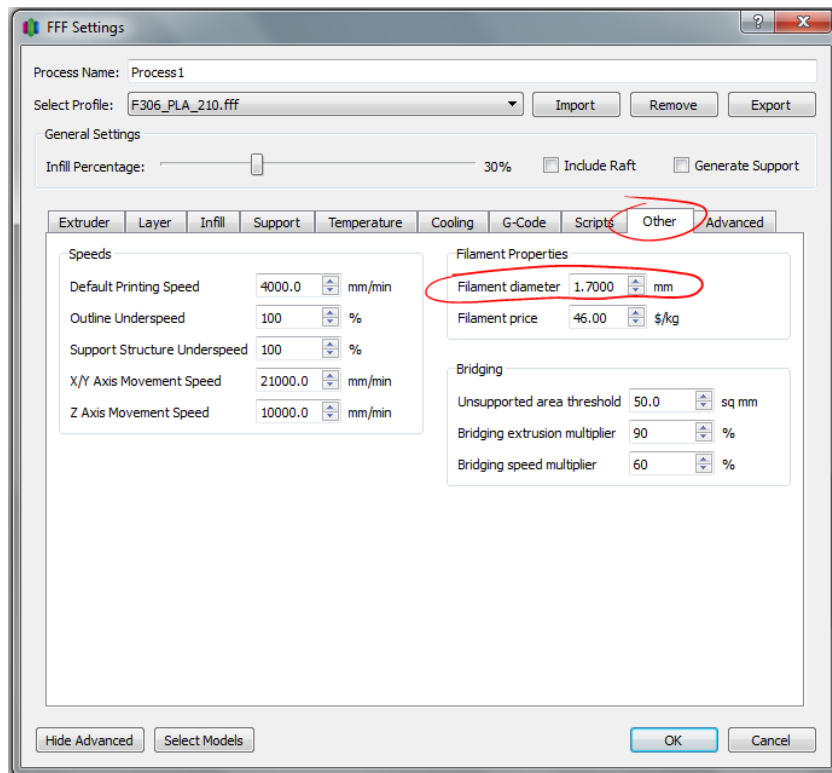 FFF Settings
?
X
Process Name: Process1
Select Profile: F306_PLA_210.fff Import Remove Export
General Settings
Infill Percentage: 30% Include Raft Generate Support
Extruder Layer Infill Support Temperature Cooling G-Code Scripts Other Advanced
Speeds
Default Printing Speed 4000.0 mm/min
Outline Underspeed 100 %
Support Structure Underspeed 100 %
X/Y Axis Movement Speed 21000.0 mm/min
Z Axis Movement Speed 10000.0 mm/min
Filament Properties
Filament diameter 1.7000 mm
Filament price 46.00 $/kg
Bridging
Unsupported area threshold 50.0 sq mm
Bridging extrusion multiplier 90 %
Bridging speed multiplier 60 %
Hide Advanced Select Models OK Cancel